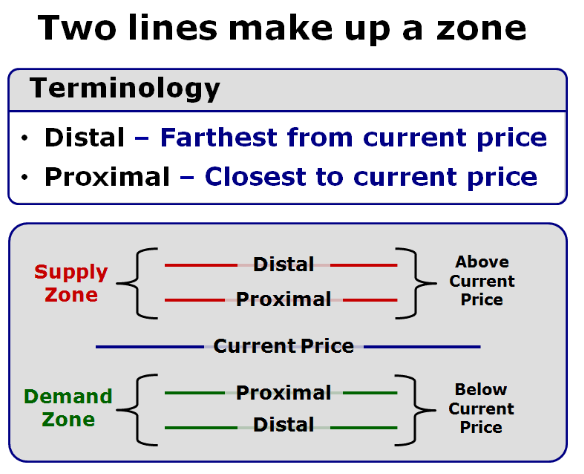 Two lines make up a zone
Terminology
• Distal – Farthest from current price
• Proximal – Closest to current price
Supply
Zone
Distal
Proximal
Above
Current
Price
Current Price
Demand
Zone
Proximal
Distal
Below
Current
Price